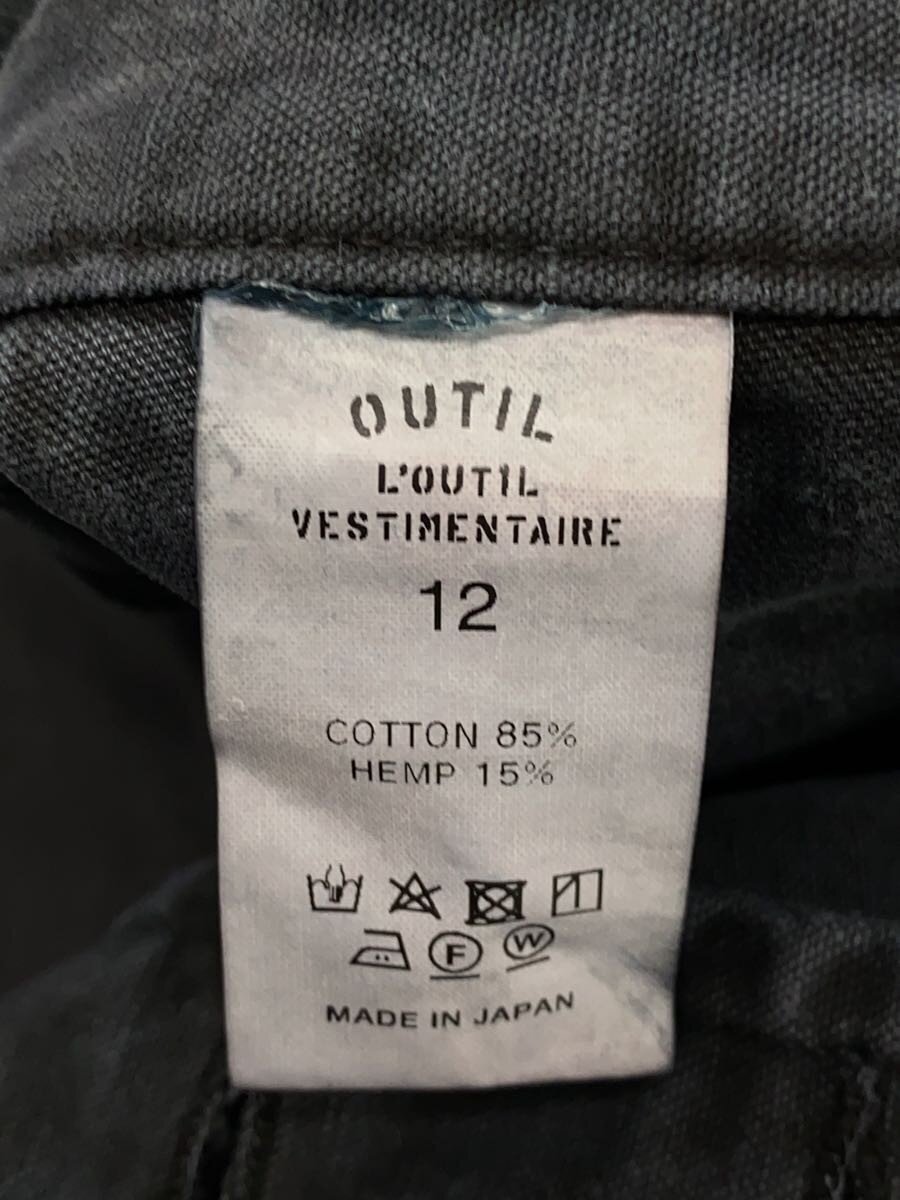 OUTIL
L'OUTIL
VESTIMENTAIRE
12
COTTON 85%
HEMP 15%
F W
MADE IN JAPAN